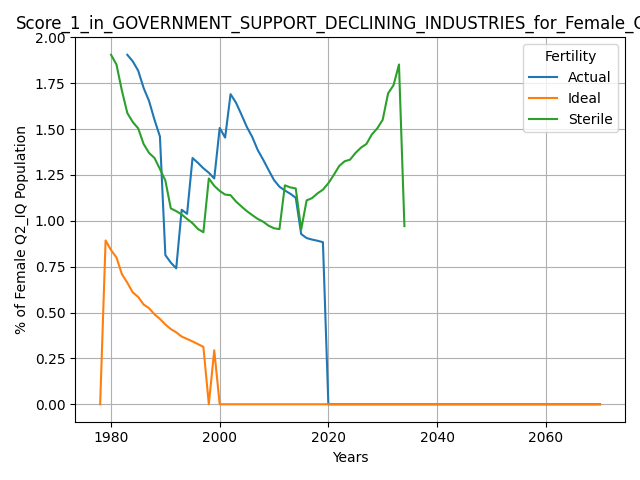 Score_1_in_GOVERNMENT_SUPPORT_DECLINING_INDUSTRIES_for_Female_
% of Female Q2_IQ Population
2.00
1.75
1.50
1.25
1.00
0.75
0.50
0.25
0.00
Fertility
Actual
Ideal
Sterile
1980 2000 2020 2040 2060
Years